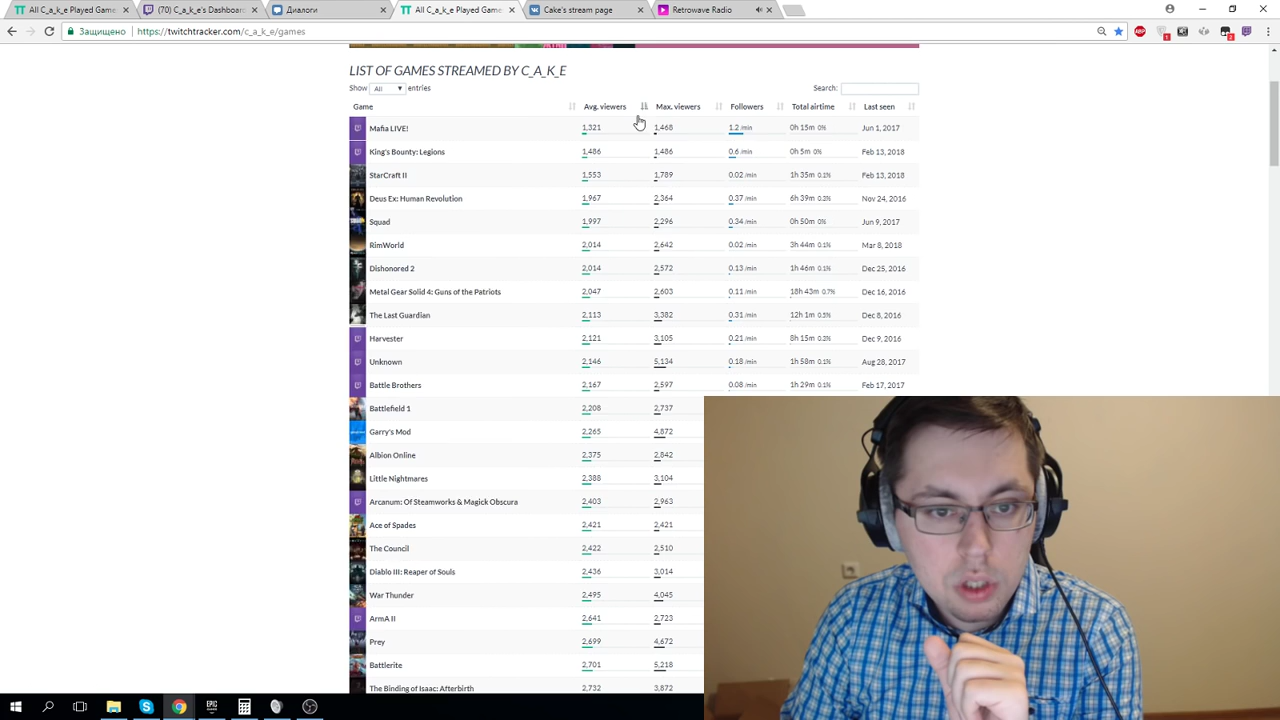 All C_a_k_e Played Game
(70) C_a_k_e's Dashboar
Диалоги
All C_a_k_e Played Game
Cake's stream page
Retrowave Radio
Защищено
https://twitchtracker.com/c_a_k_e/games
LIST OF GAMES STREAMED BY C_A_K_E
Show All entries Search:
Game Avg. viewers Max. viewers Followers Total airtime Last seen
Mafia LIVE! 1,321 1,468 1.2 /min 0h 15m 0% Jun 1, 2017
King's Bounty: Legions 1,486 1,486 0.6 /min 0h 5m 0% Feb 13, 2018
StarCraft II 1,553 1,789 0.02 /min 1h 35m 0.1% Feb 13, 2018
Deus Ex: Human Revolution 1,967 2,364 0.37 /min 6h 39m 0.2% Nov 24, 2016
Squad 1,997 2,296 0.34 /min 0h 50m 0% Jun 9, 2017
RimWorld 2,014 2,642 0.02 /min 3h 44m 0.1% Mar 8, 2018
Dishonored 2 2,014 2,572 0.13 /min 1h 46m 0.1% Dec 25, 2016
Metal Gear Solid 4: Guns of the Patriots 2,047 2,603 0.11 /min 18h 43m 0.7% Dec 16, 2016
The Last Guardian 2,113 3,382 0.31 /min 12h 1m 0.5% Dec 8, 2016
Harvester 2,121 3,105 0.21 /min 8h 15m 0.3% Dec 9, 2016
Unknown 2,146 5,134 0.18 /min 1h 58m 0.1% Aug 28, 2017
Battle Brothers 2,167 2,597 0.08 /min 1h 29m 0.1% Feb 17, 2017
Battlefield 1 2,208 2,737
Garry's Mod 2,265 4,872
Albion Online 2,375 2,842
Little Nightmares 2,388 3,104
Arcanum: Of Steamworks & Magick Obscura 2,403 2,963
Ace of Spades 2,421 2,421
The Council 2,422 2,510
Diablo III: Reaper of Souls 2,436 3,014
War Thunder 2,495 4,045
ArmA II 2,641 2,723
Prey 2,699 4,672
Battlerite 2,701 5,218
The Binding of Isaac: Afterbirth 2,732 3,872